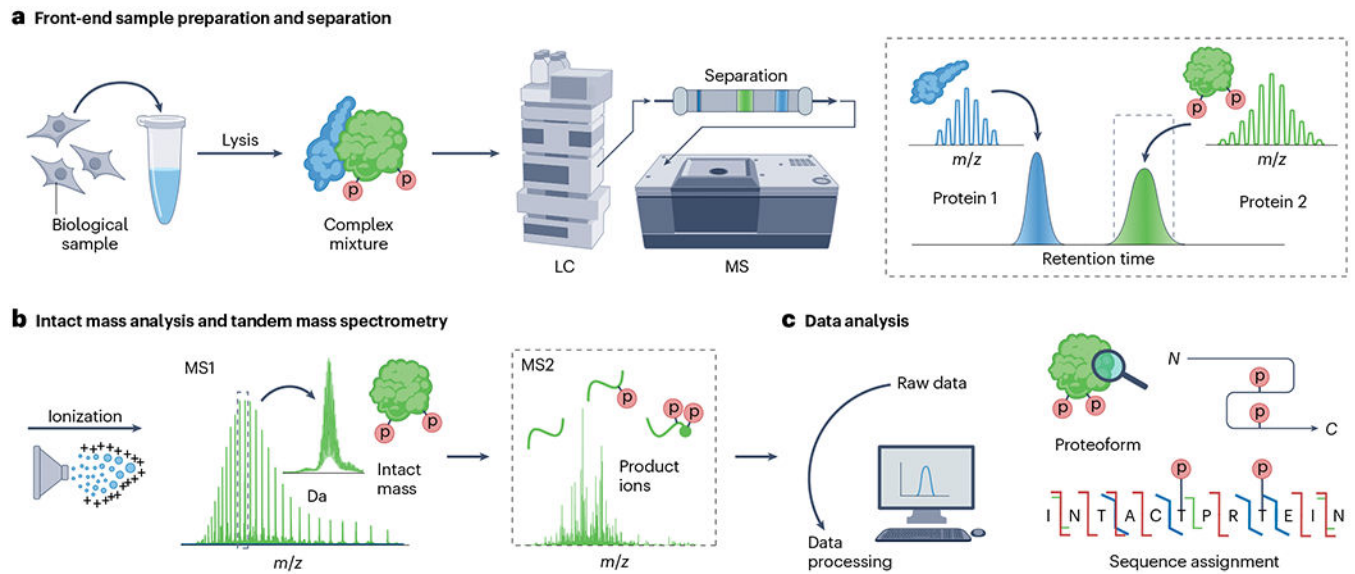 a Front-end sample preparation and separation
Biological
sample
Lysis
p
p
Complex
mixture
LC
Separation
MS
m/z
Protein 1
p
p
m/z
Protein 2
Retention time
b Intact mass analysis and tandem mass spectrometry
Ionization
+++++++++++++++++++++
MS1
Da
p
p
Intact
mass
m/z
MS2
p
p p
Product
ions
m/z
c Data analysis
Raw data
Data
processing
p
p
Proteoform
N
p
p
C
p
p
INTACTPRTEIN
Sequence assignment